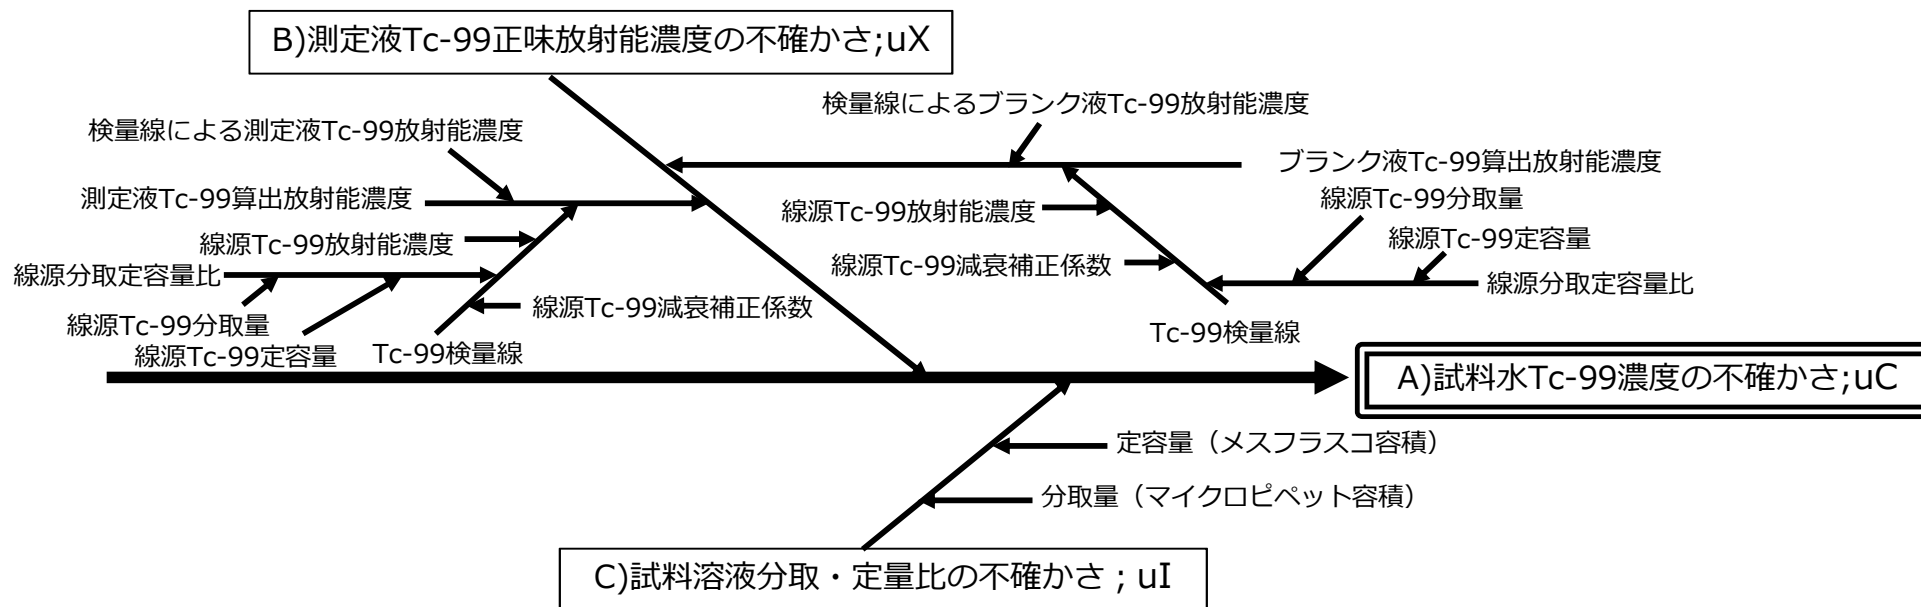 B)測定液Tc-99正味放射能濃度の不確かさ;uX
検量線によるブランク液Tc-99放射能濃度
検量線による測定液Tc-99放射能濃度
ブランク液Tc-99算出放射能濃度
測定液Tc-99算出放射能濃度
線源Tc-99放射能濃度
線源Tc-99分取量
線源Tc-99放射能濃度
線源Tc-99定容量
線源分取定容量比
線源Tc-99減衰補正係数
線源分取定容量比
線源Tc-99減衰補正係数
線源Tc-99分取量
線源Tc-99定容量
Tc-99検量線
Tc-99検量線
A)試料水Tc-99濃度の不確かさ;uC
定容量（メスフラスコ容積）
分取量（マイクロピペット容積）
C)試料溶液分取・定量比の不確かさ；uI